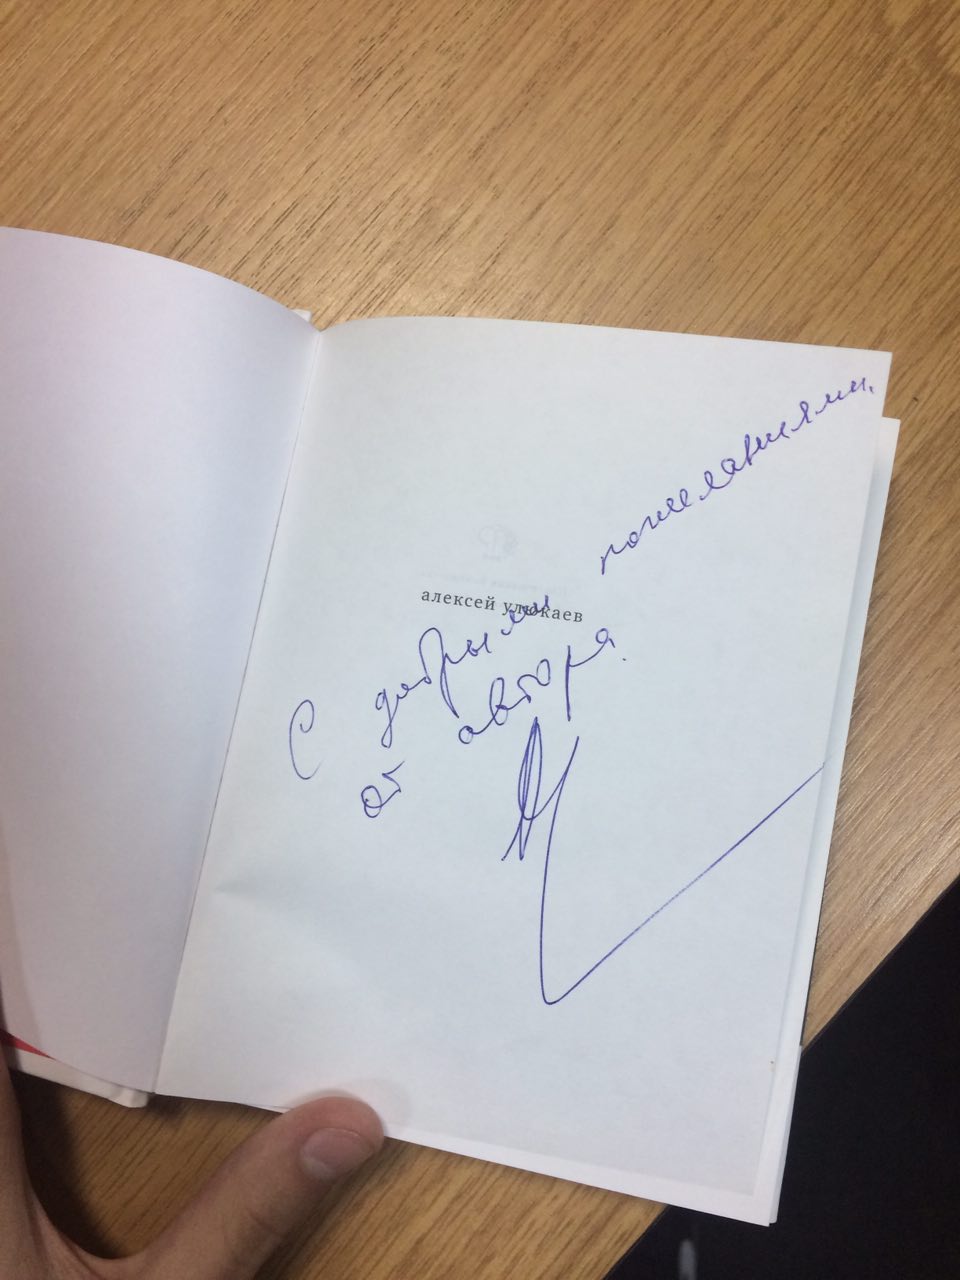 алексей улюкаев
С добрыми пожеланиями,
от автора.